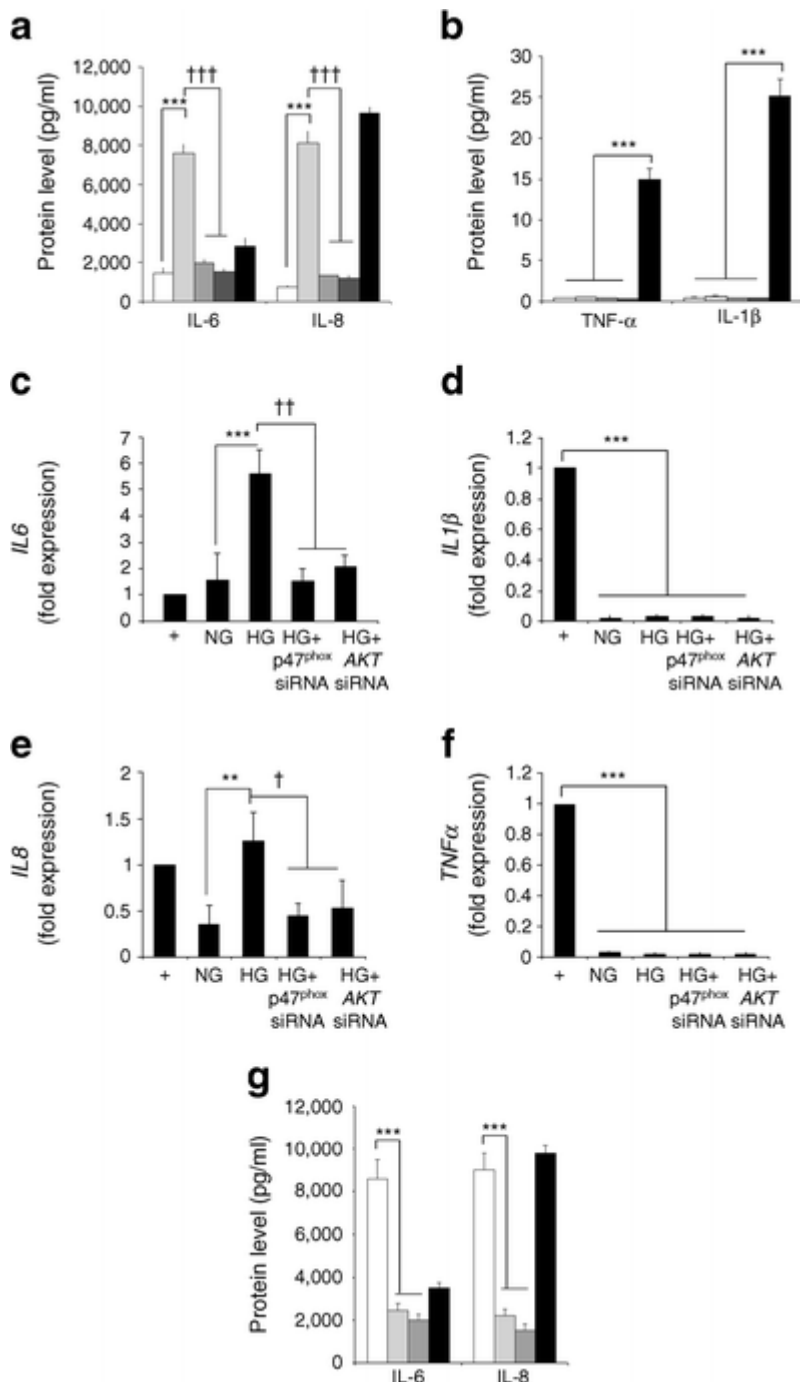 a
Protein level (pg/ml)
12,000
10,000
8,000
6,000
4,000
2,000
0
*** ††† *** †††
IL-6 IL-8
b
Protein level (pg/ml)
30
25
20
15
10
5
0
*** ***
TNF-α IL-1β
c
IL6
(fold expression)
7
6
5
4
3
2
1
0
*** ††
+ NG HG HG+ HG+
p47phox AKT
siRNA siRNA
d
IL1β
(fold expression)
1.2
1
0.8
0.6
0.4
0.2
0
***
+ NG HG HG+ HG+
p47phox AKT
siRNA siRNA
e
IL8
(fold expression)
2
1.5
1
0.5
0
** †
+ NG HG HG+ HG+
p47phox AKT
siRNA siRNA
f
TNFα
(fold expression)
1.2
1
0.8
0.6
0.4
0.2
0
***
+ NG HG HG+ HG+
p47phox AKT
siRNA siRNA
g
Protein level (pg/ml)
12,000
10,000
8,000
6,000
4,000
2,000
0
*** ***
IL-6 IL-8